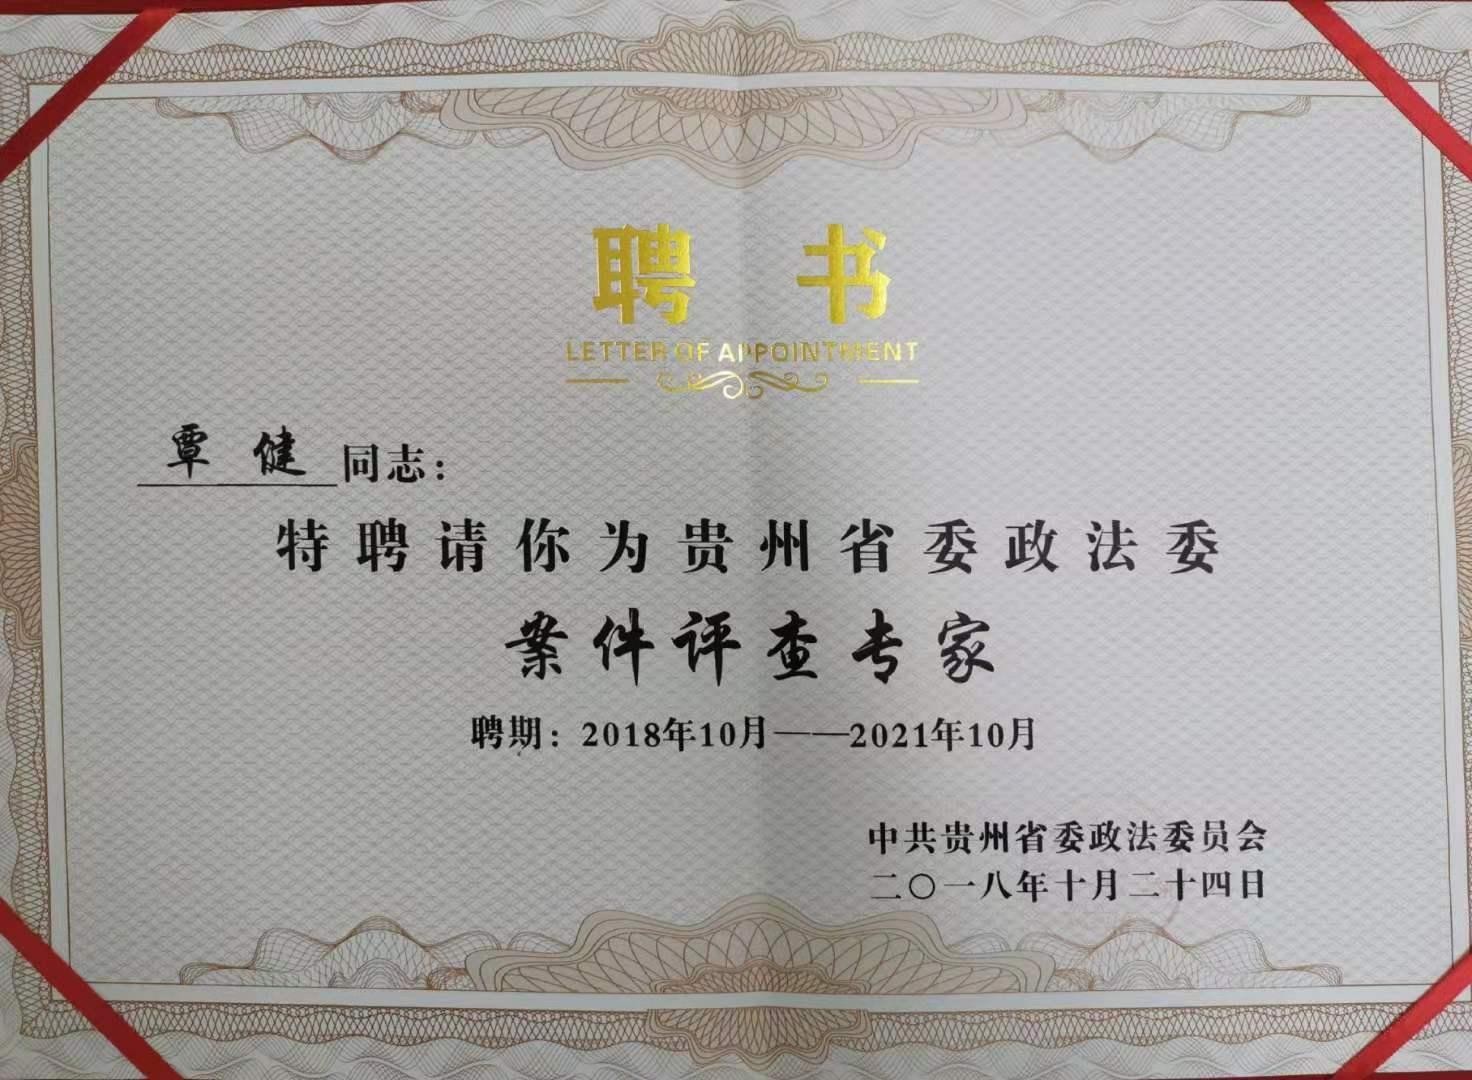 聘 书
LETTER OF APPOINTMENT
覃 健 同志：
特聘请你为贵州省委政法委
案件评查专家
聘期：2018年10月——2021年10月
中共贵州省委政法委员会
二〇一八年十月二十四日